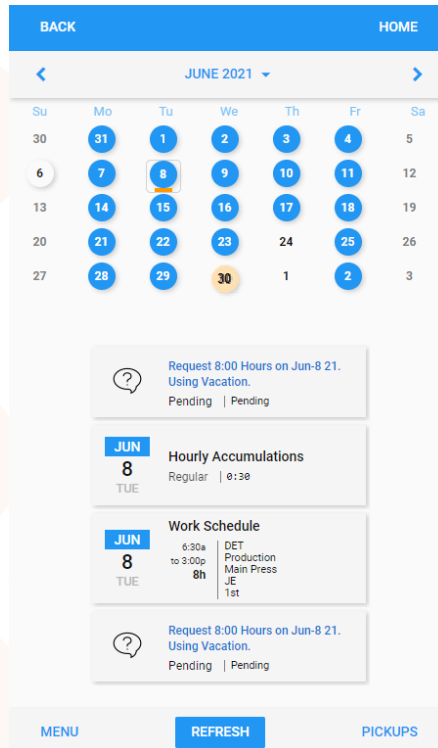 BACK HOME
JUNE 2021
Su Mo Tu We Th Fr Sa
30 31 1 2 3 4 5
6 7 8 9 10 11 12
13 14 15 16 17 18 19
20 21 22 23 24 25 26
27 28 29 30 1 2 3
?
Request 8:00 Hours on Jun-8 21.
Using Vacation.
Pending | Pending
JUN
8
TUE
Hourly Accumulations
Regular | 0:30
JUN
8
TUE
Work Schedule
6:30a
to 3:00p
8h
DET
Production
Main Press
JE
1st
?
Request 8:00 Hours on Jun-8 21.
Using Vacation.
Pending | Pending
MENU REFRESH PICKUPS